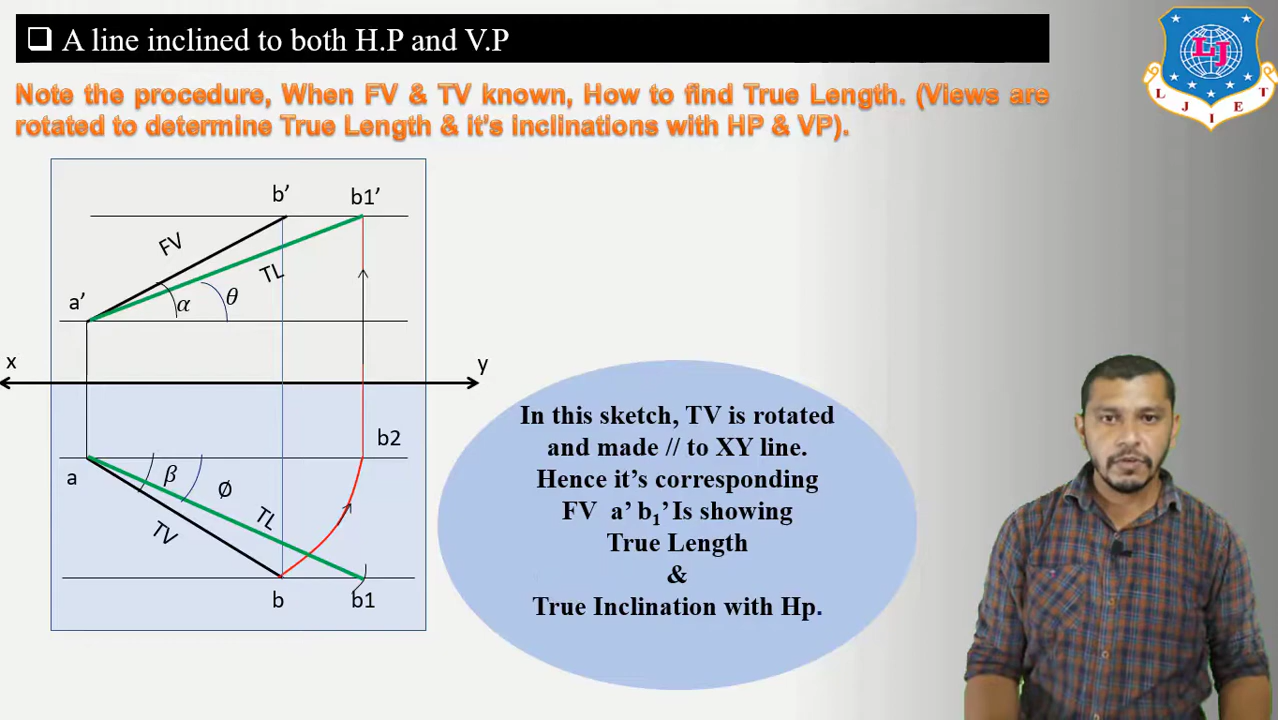 ❑ A line inclined to both H.P and V.P
L J
L J I E T
Note the procedure, When FV & TV known, How to find True Length. (Views are
rotated to determine True Length & it's inclinations with HP & VP).
b’ b1’
FV
TL
a’ α θ
x y
b2
a β Ø
TL
TV
b b1
In this sketch, TV is rotated
and made // to XY line.
Hence it’s corresponding
FV a’ b₁’ Is showing
True Length
&
True Inclination with Hp.